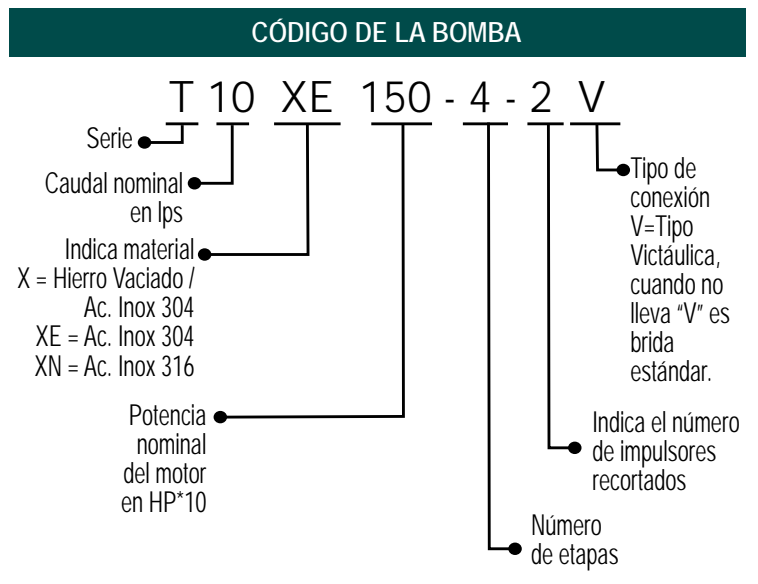 CÓDIGO DE LA BOMBA
T 10 XE 150 - 4 - 2 V
Serie
Caudal nominal
en lps
Indica material
X = Hierro Vaciado /
Ac. Inox 304
XE = Ac. Inox 304
XN = Ac. Inox 316
Potencia
nominal
del motor
en HP*10
Tipo de
conexión
V=Tipo
Victáulica,
cuando no
lleva "V" es
brida
estándar.
Indica el número
de impulsores
recortados
Número
de etapas